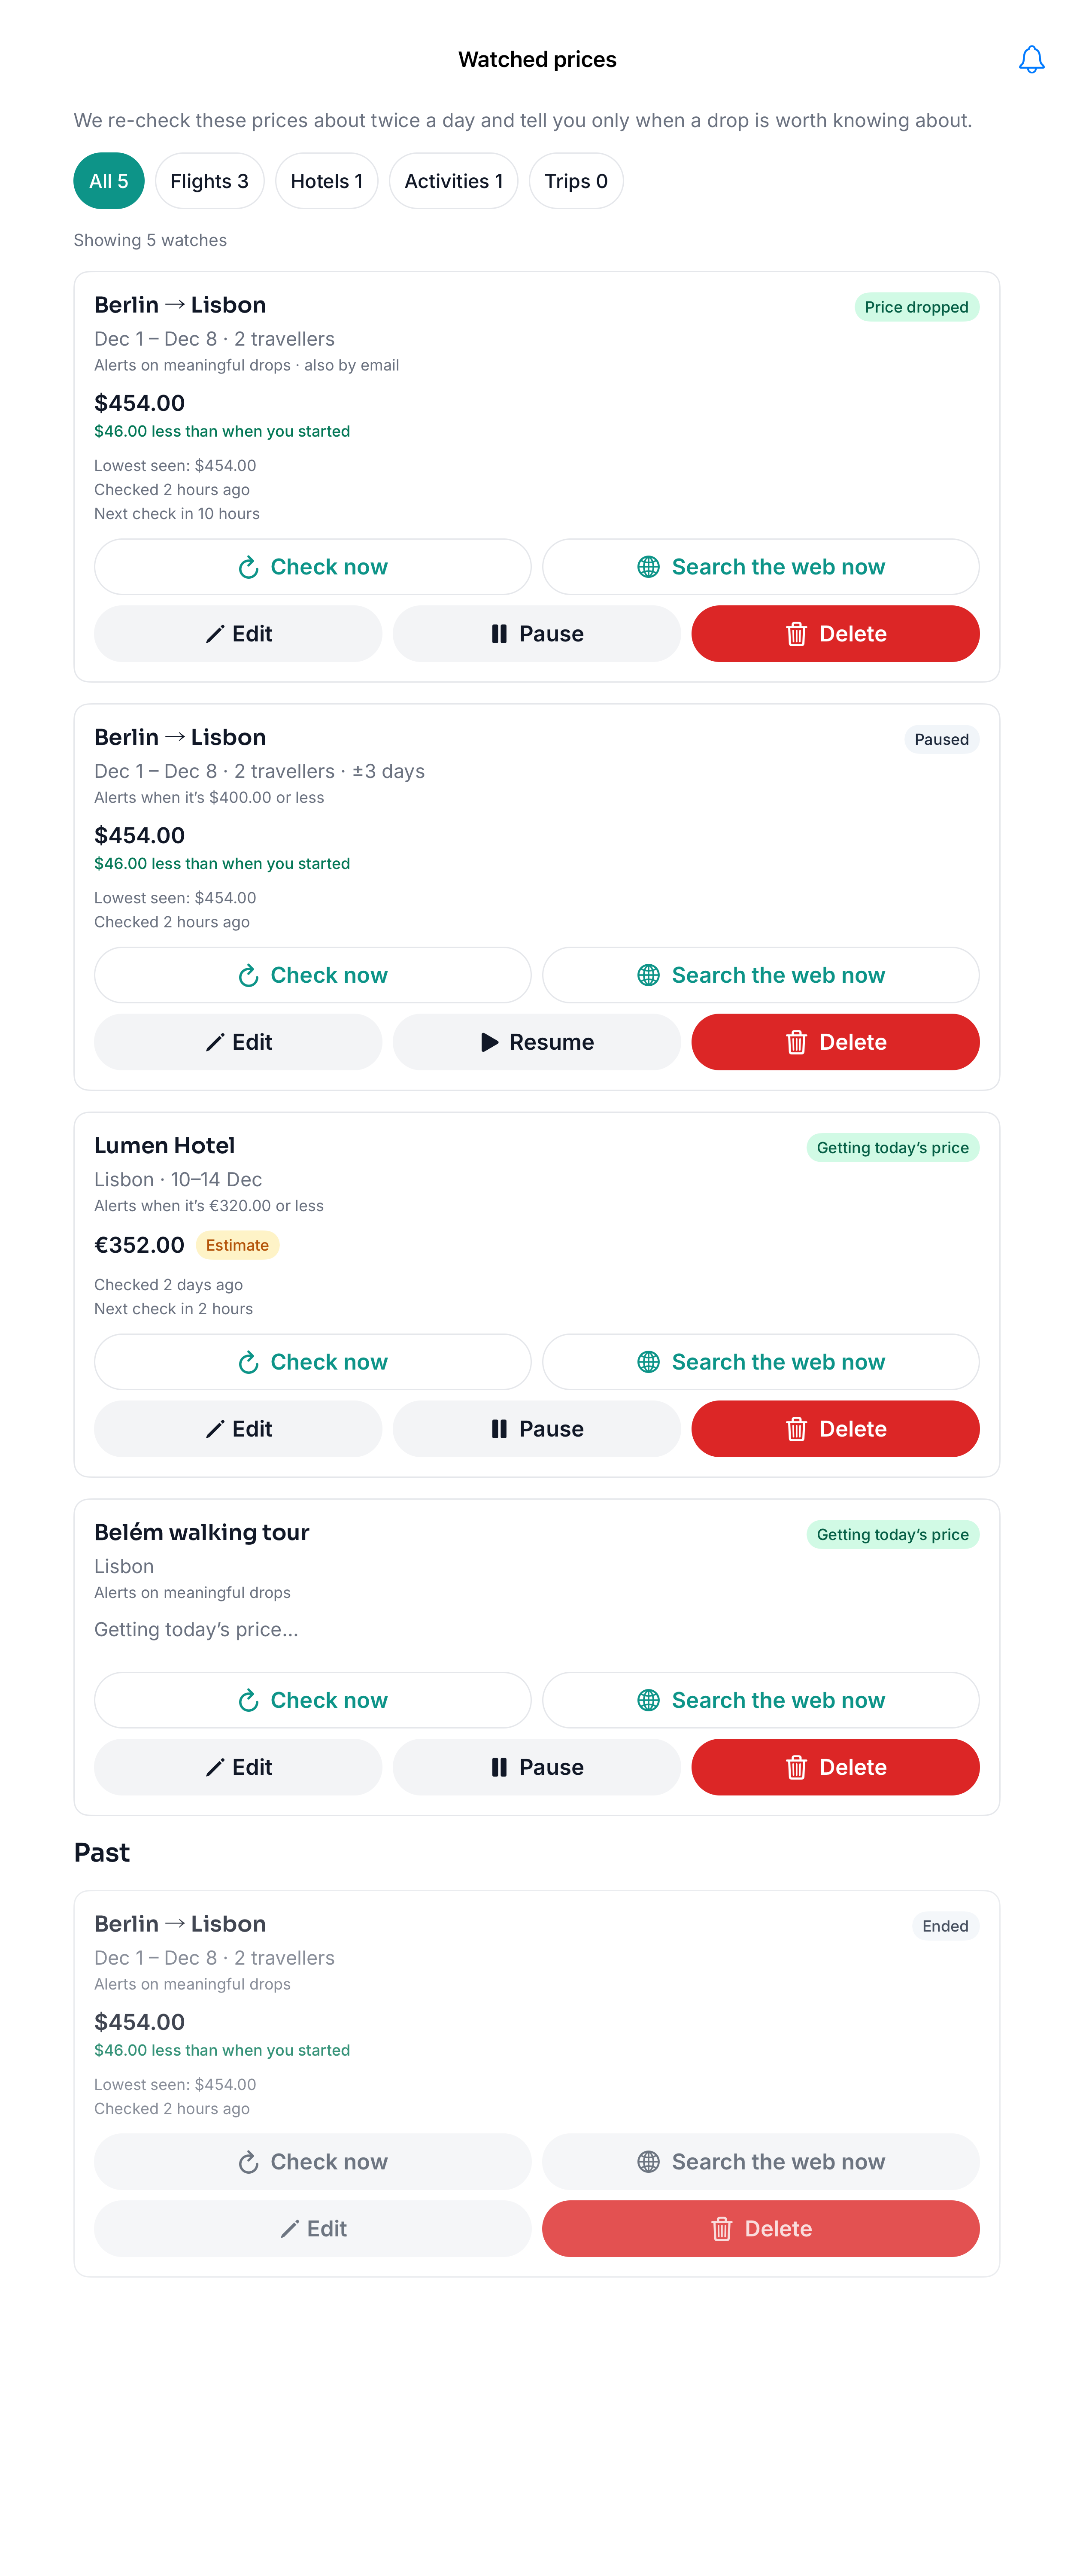 Watched prices
We re-check these prices about twice a day and tell you only when a drop is worth knowing about.
All 5
Flights 3
Hotels 1
Activities 1
Trips 0
Showing 5 watches
Berlin → Lisbon
Price dropped
Dec 1 – Dec 8 · 2 travellers
Alerts on meaningful drops · also by email
$454.00
$46.00 less than when you started
Lowest seen: $454.00
Checked 2 hours ago
Next check in 10 hours
Check now
Search the web now
Edit
Pause
Delete
Berlin → Lisbon
Paused
Dec 1 – Dec 8 · 2 travellers · ±3 days
Alerts when it’s $400.00 or less
$454.00
$46.00 less than when you started
Lowest seen: $454.00
Checked 2 hours ago
Check now
Search the web now
Edit
Resume
Delete
Lumen Hotel
Getting today’s price
Lisbon · 10–14 Dec
Alerts when it’s €320.00 or less
€352.00
Estimate
Checked 2 days ago
Next check in 2 hours
Check now
Search the web now
Edit
Pause
Delete
Belém walking tour
Getting today’s price
Lisbon
Alerts on meaningful drops
Getting today’s price…
Check now
Search the web now
Edit
Pause
Delete
Past
Berlin → Lisbon
Ended
Dec 1 – Dec 8 · 2 travellers
Alerts on meaningful drops
$454.00
$46.00 less than when you started
Lowest seen: $454.00
Checked 2 hours ago
Check now
Search the web now
Edit
Delete